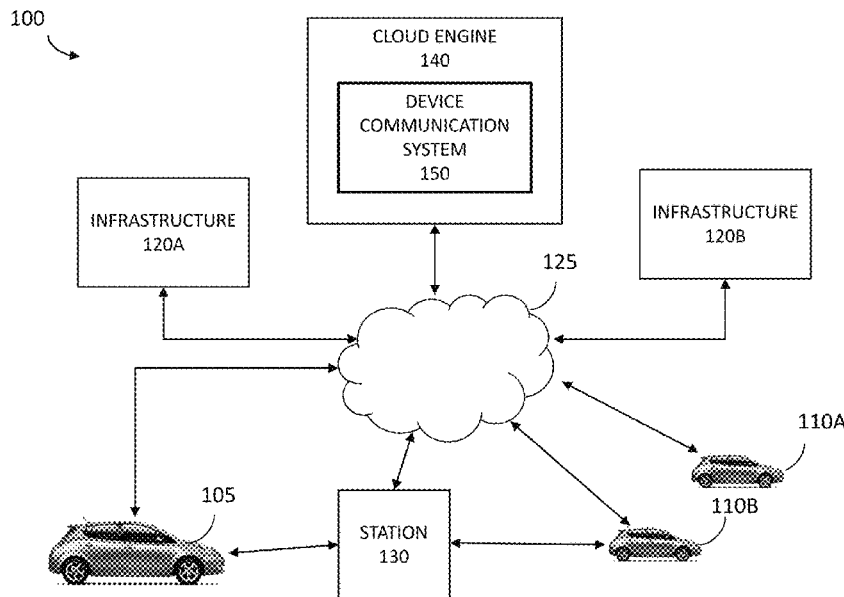 100
CLOUD ENGINE
140
DEVICE
COMMUNICATION
SYSTEM
150
INFRASTRUCTURE
120A
INFRASTRUCTURE
120B
125
110A
105
110B
STATION
130